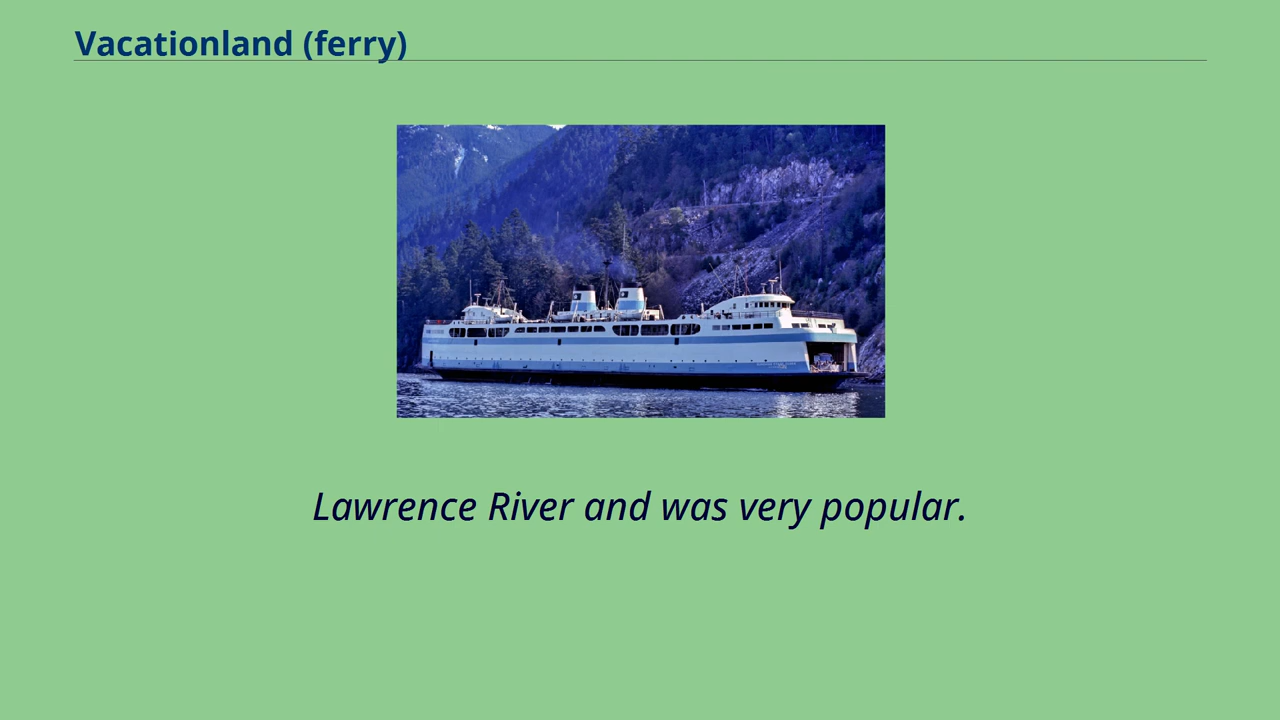 Vacationland (ferry)
Lawrence River and was very popular.